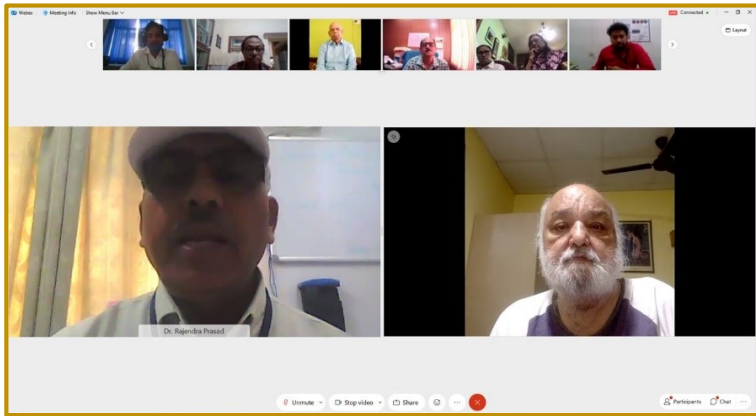 Webex Meeting Info Show Menu Bar
Connected
Layout
Dr. Rajendra Prasad
Unmute Stop video Share
Participants Chat